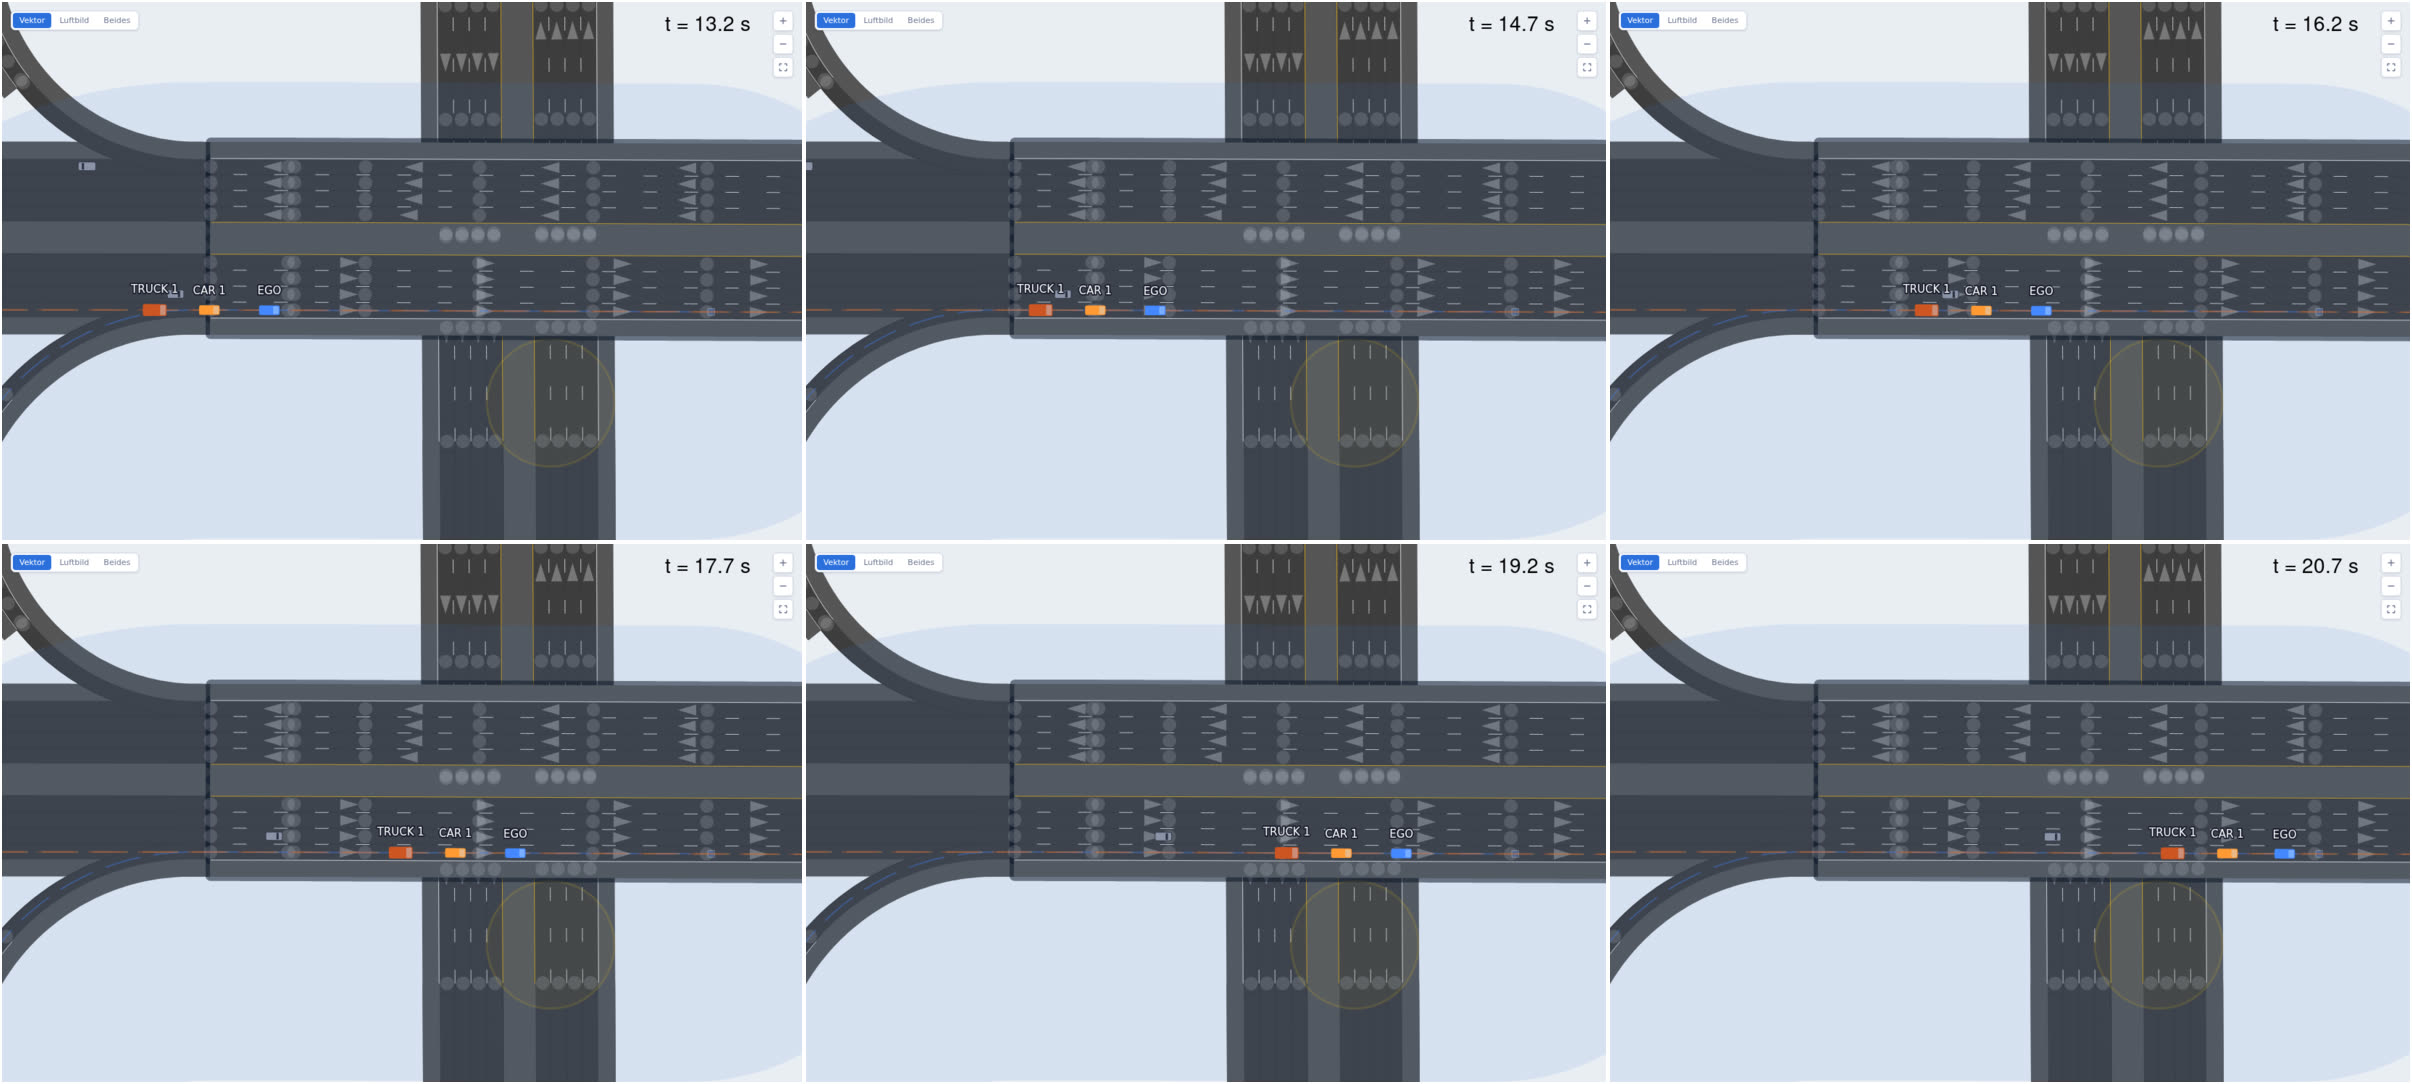 Vektor Luftbild Beides
t = 13.2 s
+
−
TRUCK 1 CAR 1 EGO
Vektor Luftbild Beides
t = 14.7 s
+
−
TRUCK 1 CAR 1 EGO
Vektor Luftbild Beides
t = 16.2 s
+
−
TRUCK 1 CAR 1 EGO
Vektor Luftbild Beides
t = 17.7 s
+
−
TRUCK 1 CAR 1 EGO
Vektor Luftbild Beides
t = 19.2 s
+
−
TRUCK 1 CAR 1 EGO
Vektor Luftbild Beides
t = 20.7 s
+
−
TRUCK 1 CAR 1 EGO